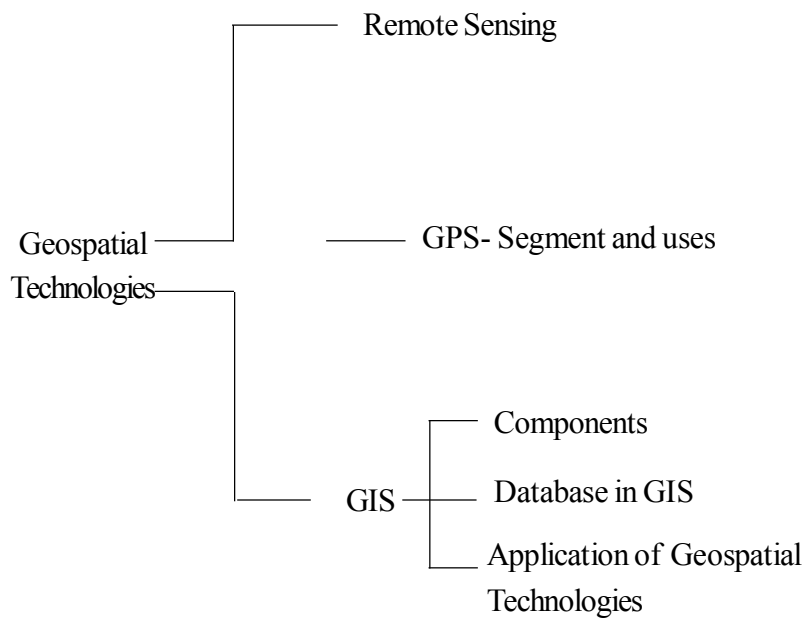 Remote Sensing
Geospatial
Technologies
GPS- Segment and uses
GIS
Components
Database in GIS
Application of Geospatial
Technologies